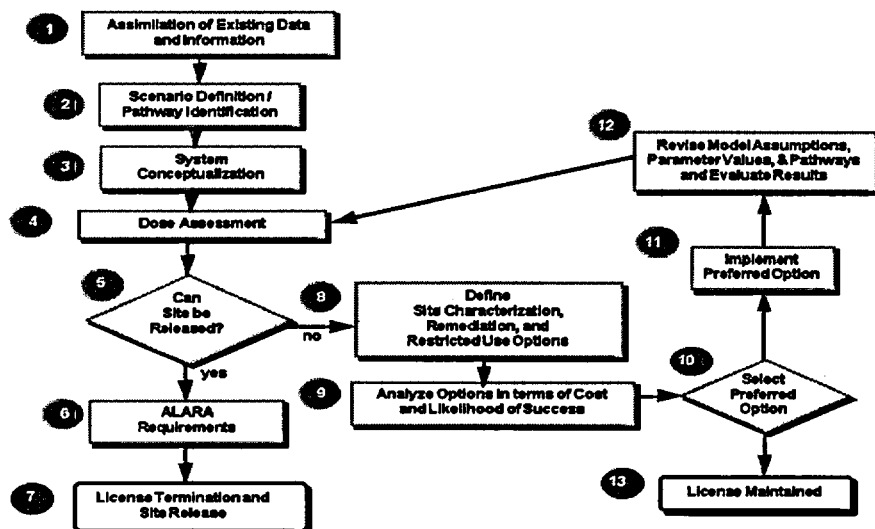 1
Assimilation of Existing Data
and Information
2
Scenario Definition /
Pathway Identification
3
System
Conceptualization
4
Dose Assessment
5
Can
Site be
Released?
no
yes
6
ALARA
Requirements
7
License Termination and
Site Release
8
Define
Site Characterization,
Remediation, and
Restricted Use Options
9
Analyze Options in terms of Cost
and Likelihood of Success
10
Select
Preferred
Option
11
Implement
Preferred Option
12
Revise Model Assumptions,
Parameter Values, & Pathways
and Evaluate Results
13
License Maintained